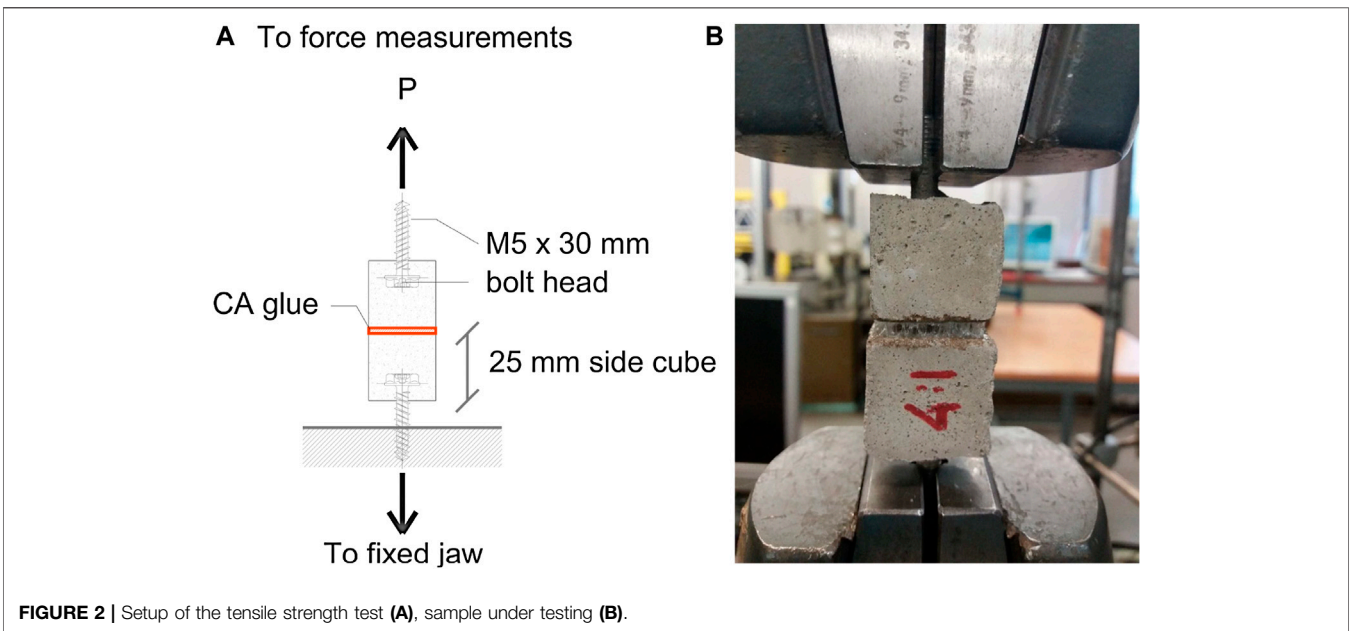 A To force measurements
P
M5 x 30 mm
bolt head
CA glue
25 mm side cube
To fixed jaw
B
4:1
FIGURE 2 | Setup of the tensile strength test (A), sample under testing (B).